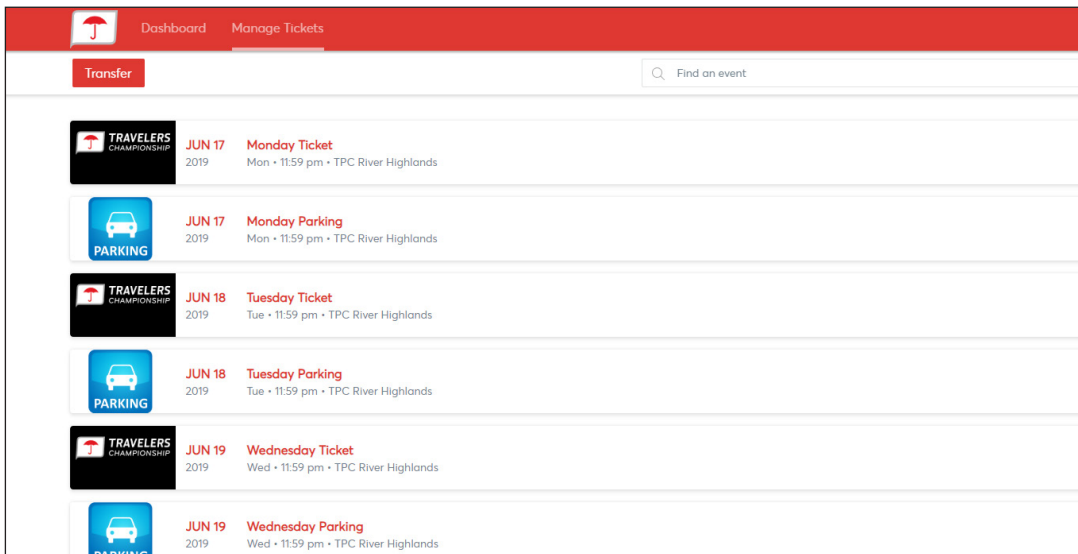 Dashboard Manage Tickets
Transfer
Find an event
TRAVELERS
CHAMPIONSHIP
JUN 17 Monday Ticket
2019 Mon • 11:59 pm • TPC River Highlands
JUN 17 Monday Parking
2019 Mon • 11:59 pm • TPC River Highlands
PARKING
TRAVELERS
CHAMPIONSHIP
JUN 18 Tuesday Ticket
2019 Tue • 11:59 pm • TPC River Highlands
JUN 18 Tuesday Parking
2019 Tue • 11:59 pm • TPC River Highlands
PARKING
TRAVELERS
CHAMPIONSHIP
JUN 19 Wednesday Ticket
2019 Wed • 11:59 pm • TPC River Highlands
JUN 19 Wednesday Parking
2019 Wed • 11:59 pm • TPC River Highlands
PARKING